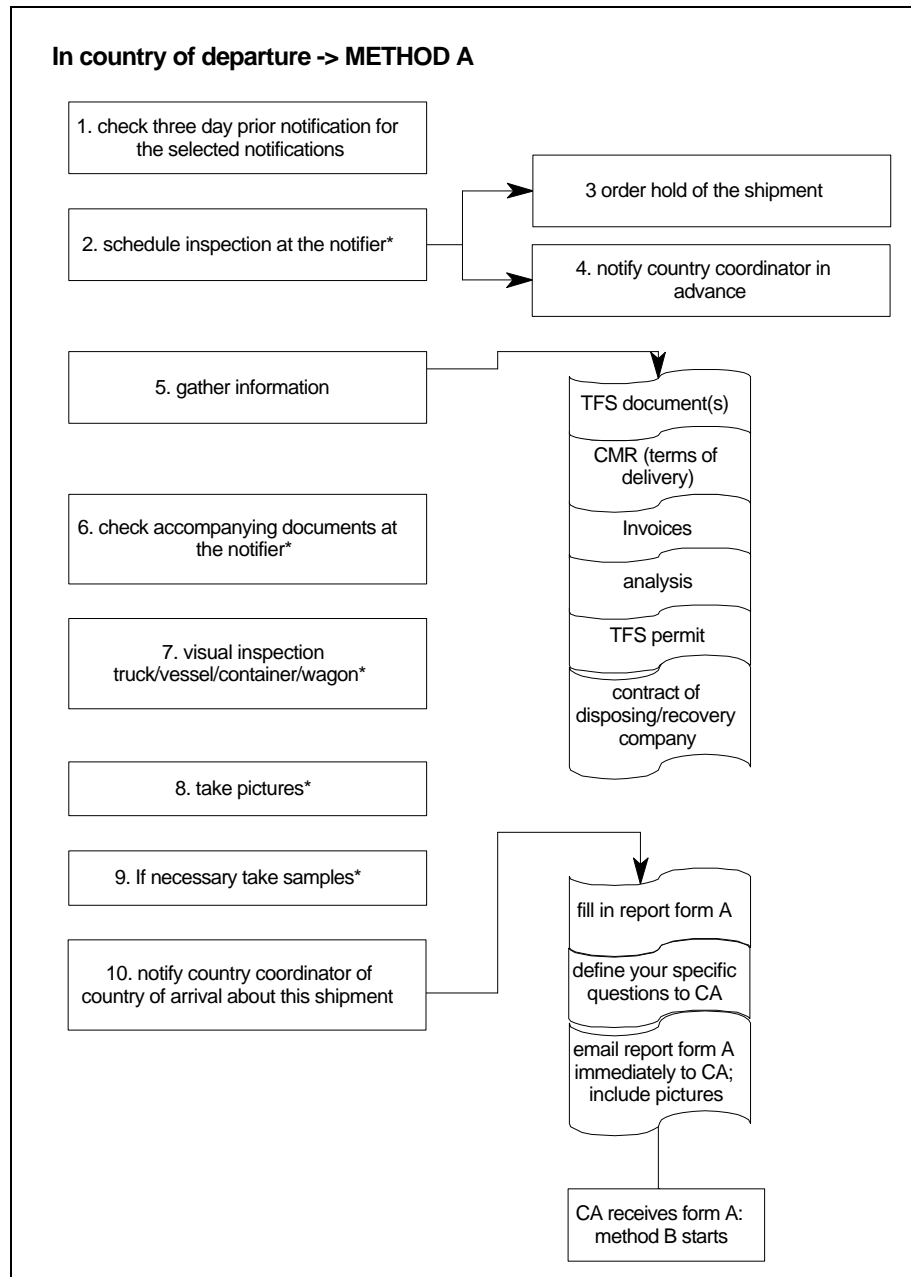 In country of departure -> METHOD A
1. check three day prior notification for
the selected notifications
2. schedule inspection at the notifier*
3 order hold of the shipment
4. notify country coordinator in
advance
5. gather information
TFS document(s)
CMR (terms of
delivery)
Invoices
analysis
TFS permit
contract of
disposing/recovery
company
6. check accompanying documents at
the notifier*
7. visual inspection
truck/vessel/container/wagon*
8. take pictures*
9. If necessary take samples*
10. notify country coordinator of
country of arrival about this shipment
fill in report form A
define your specific
questions to CA
email report form A
immediately to CA;
include pictures
CA receives form A:
method B starts